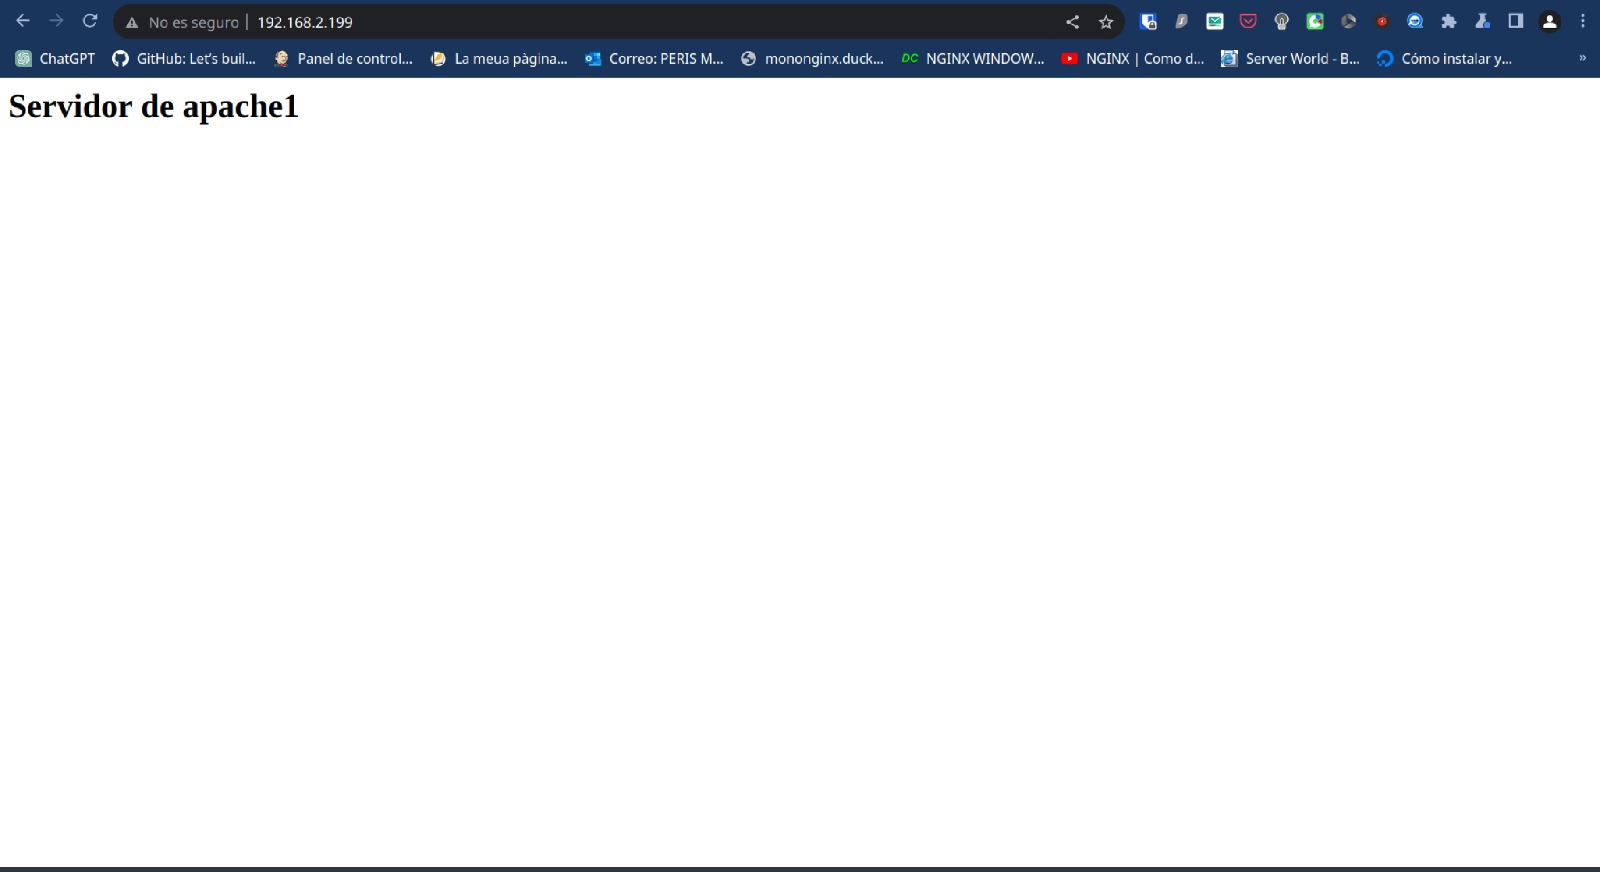 No es seguro | 192.168.2.199
ChatGPT GitHub: Let's buil... Panel de control... La meua pàgina... Correo: PERIS M... mononginx.duck... DC NGINX WINDOW... NGINX | Como d... Server World - B... Cómo instalar y... »
Servidor de apache1